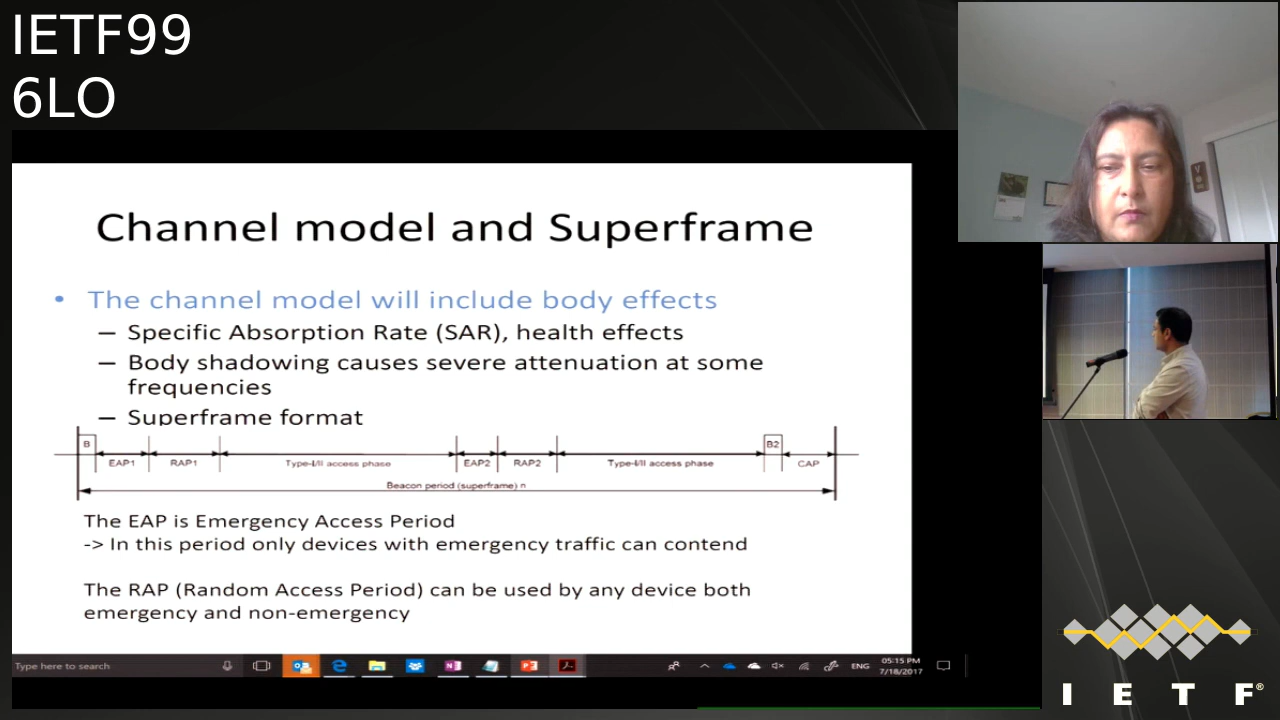 IETF99
6LO
Channel model and Superframe
• The channel model will include body effects
– Specific Absorption Rate (SAR), health effects
– Body shadowing causes severe attenuation at some
frequencies
– Superframe format
B EAP1 RAP1 Type-I/II access phase EAP2 RAP2 Type-I/II access phase B2 CAP
Beacon period (superframe) n
The EAP is Emergency Access Period
-> In this period only devices with emergency traffic can contend
The RAP (Random Access Period) can be used by any device both
emergency and non-emergency
Type here to search
ENG
05:15 PM
7/18/2017
I E T F®